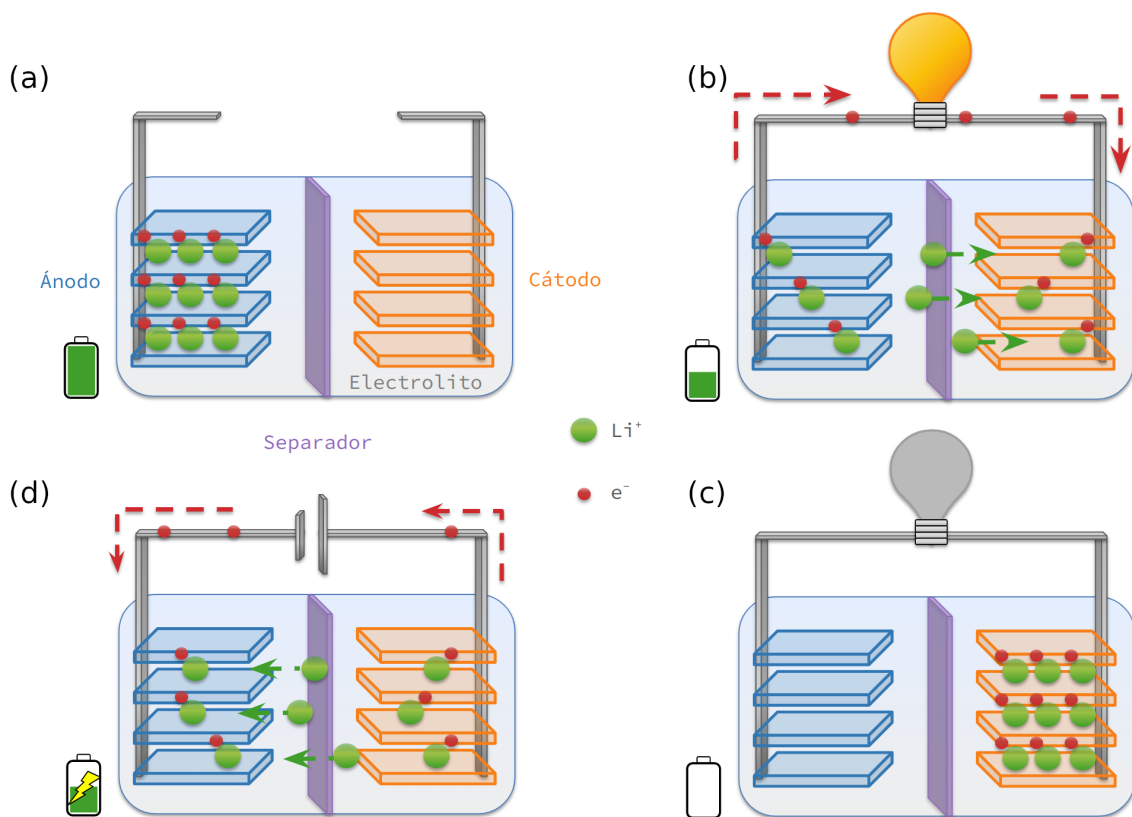 (a)
(b)
Ánodo
Cátodo
Electrolito
Separador
Li⁺
e⁻
(d)
(c)